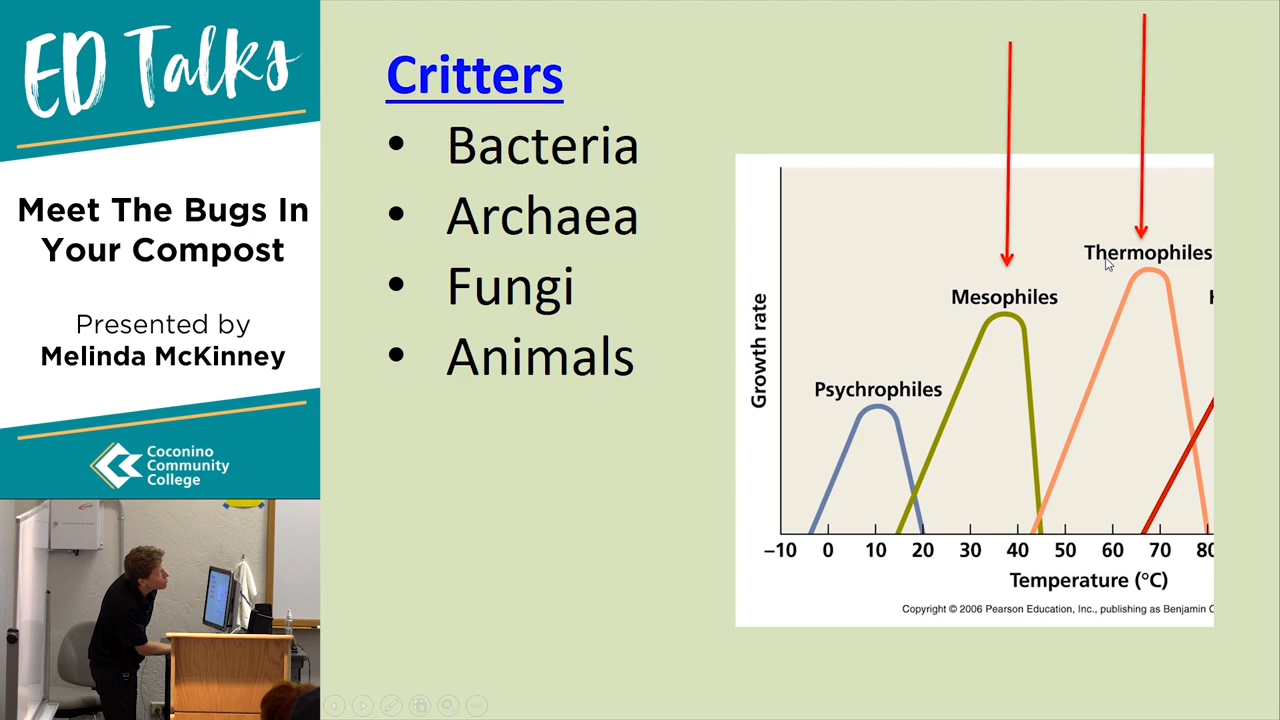 ED Talks
Meet The Bugs In
Your Compost
Presented by
Melinda McKinney
Coconino
Community
College
Critters
• Bacteria
• Archaea
• Fungi
• Animals
Thermophiles
Mesophiles
H
Psychrophiles
Growth rate
−10 0 10 20 30 40 50 60 70 80
Temperature (°C)
Copyright © 2006 Pearson Education, Inc., publishing as Benjamin C